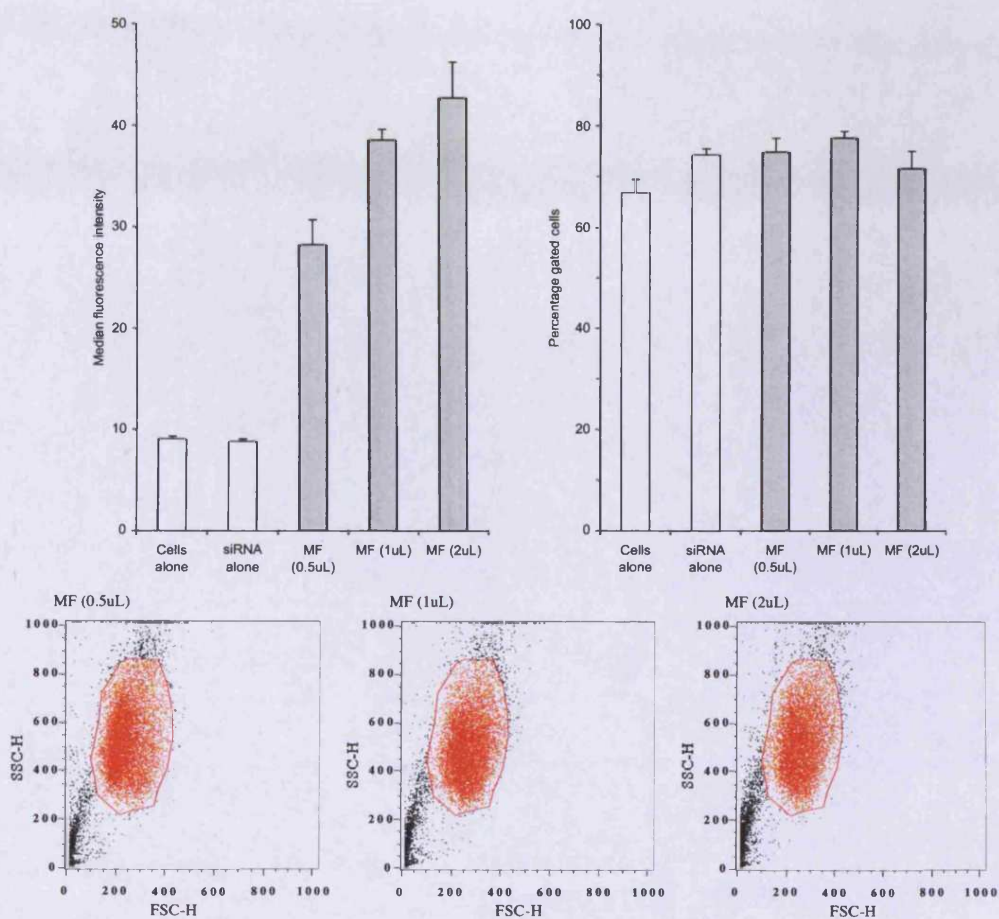 50
40
30
20
10
0
Median fluorescence intensity
Cells alone
siRNA alone
MF (0.5uL)
MF (1uL)
MF (2uL)
100
80
60
40
20
0
Percentage gated cells
Cells alone
siRNA alone
MF (0.5uL)
MF (1uL)
MF (2uL)
MF (0.5uL)
1000
800
600
400
200
0
SSC-H
0 200 400 600 800 1000
FSC-H
MF (1uL)
1000
800
600
400
200
0
SSC-H
0 200 400 600 800 1000
FSC-H
MF (2uL)
1000
800
600
400
200
0
SSC-H
0 200 400 600 800 1000
FSC-H